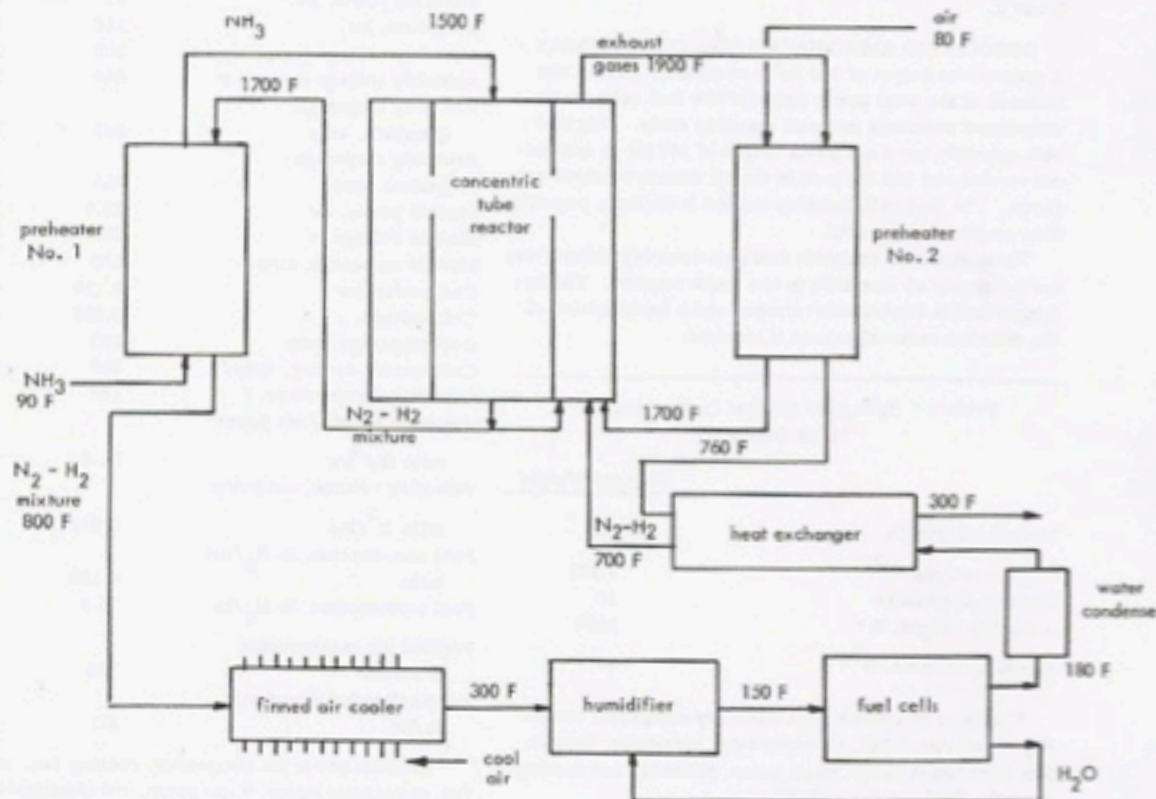 NH3
1500 F
air
80 F
exhaust
gases 1900 F
1700 F
concentric
tube
reactor
preheater
No. 1
preheater
No. 2
NH3
90 F
N2 - H2
mixture
1700 F
760 F
N2 - H2
mixture
800 F
N2-H2
700 F
heat exchanger
300 F
water
condenser
180 F
finned air cooler
300 F
humidifier
150 F
fuel cells
cool
air
H2O